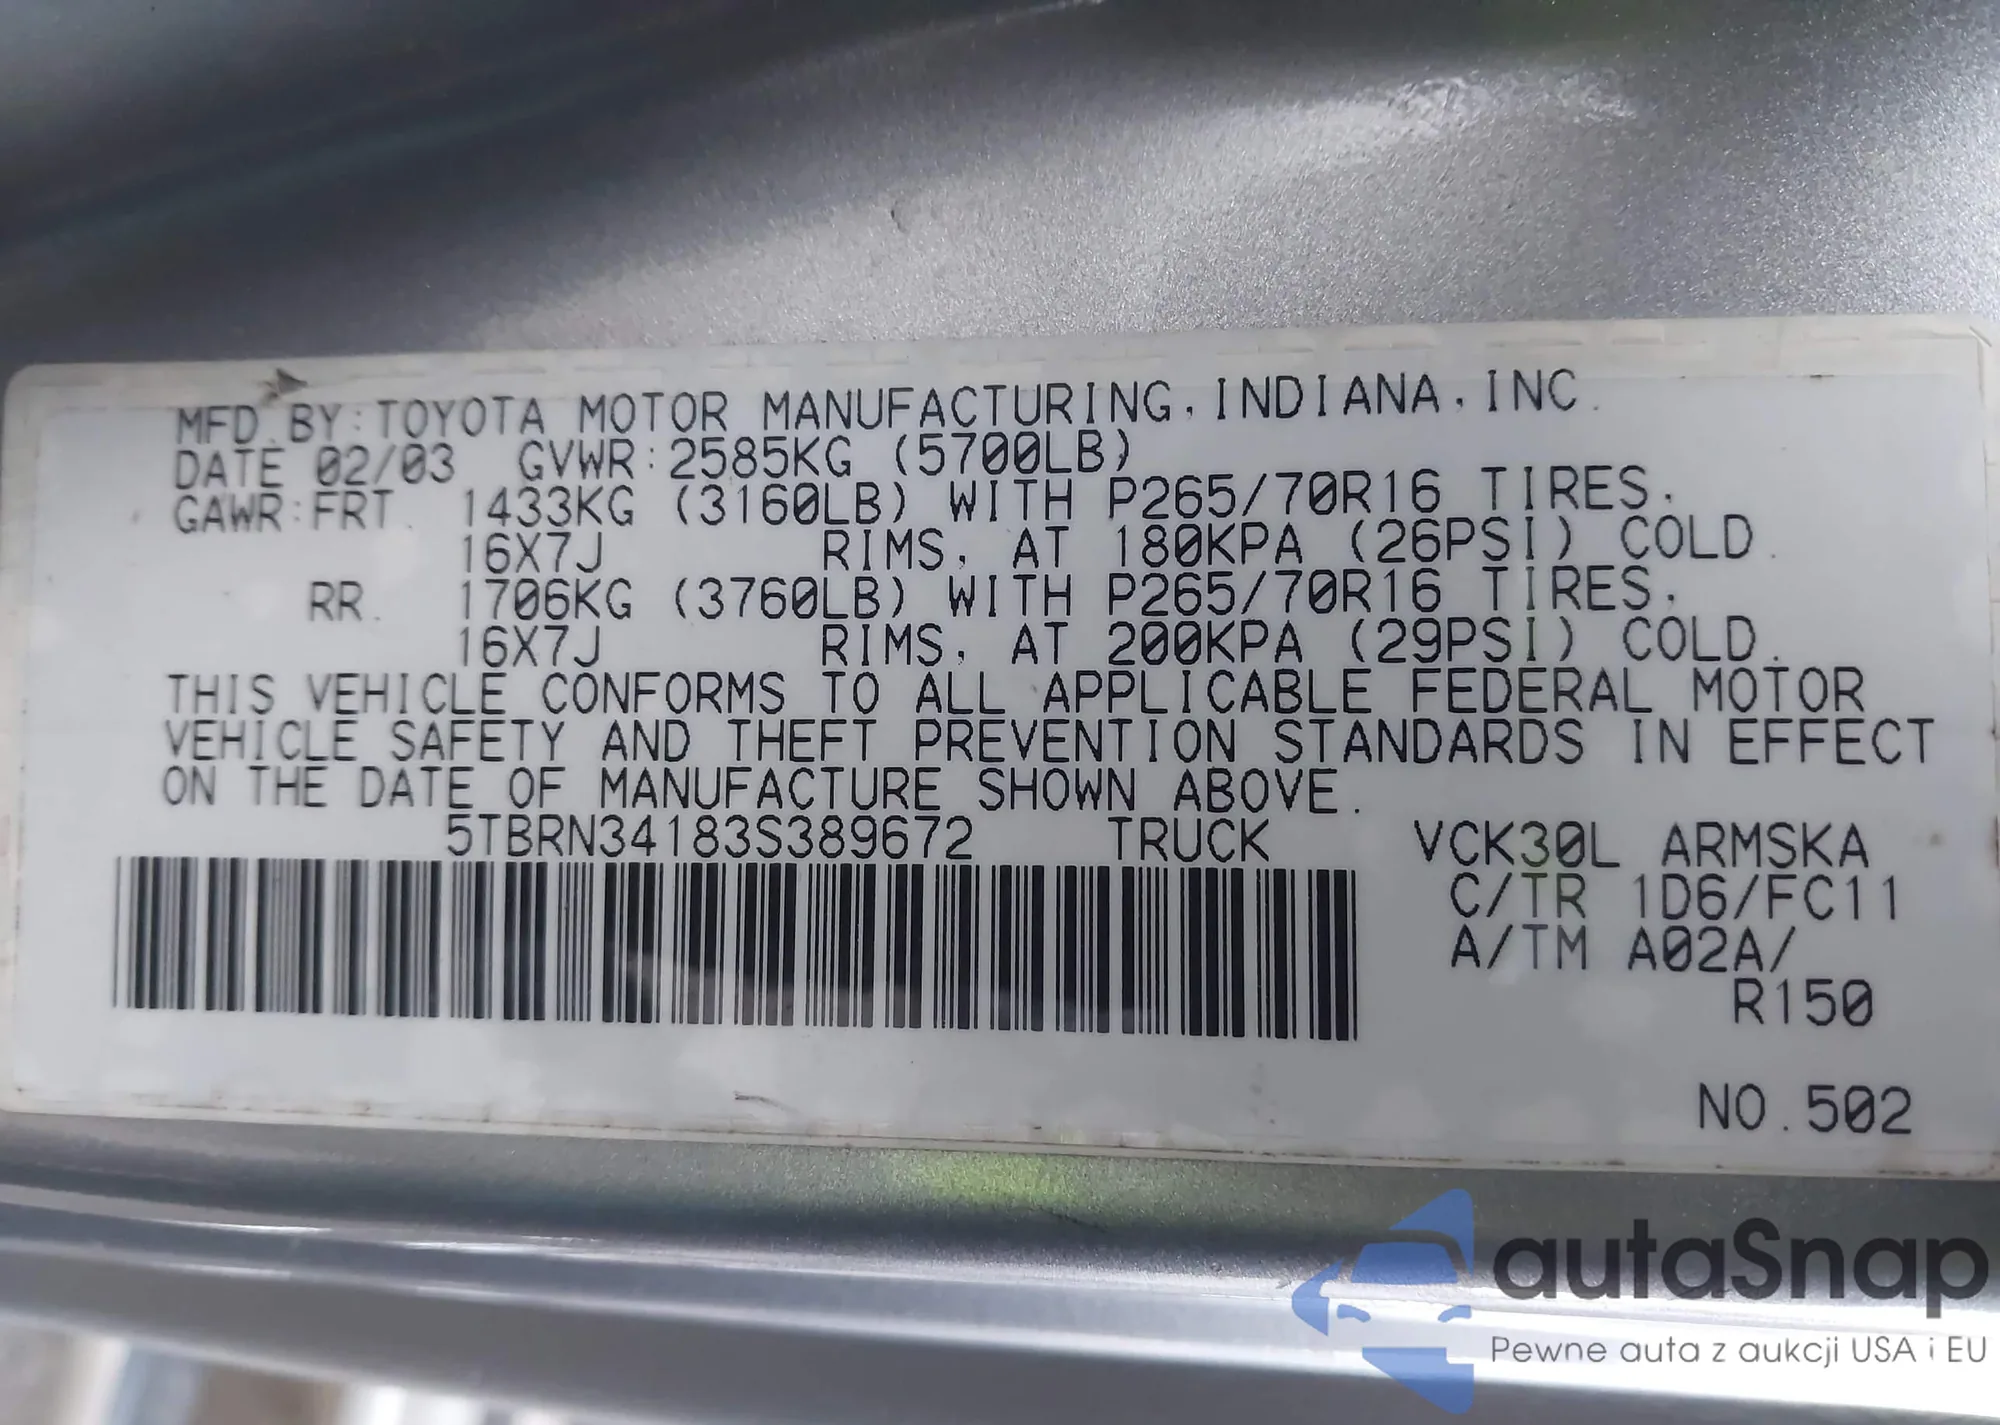 MFD.BY:TOYOTA MOTOR MANUFACTURING,INDIANA,INC.
DATE 02/03 GVWR:2585KG (5700LB)
GAWR:FRT. 1433KG (3160LB) WITH P265/70R16 TIRES,
16X7J RIMS, AT 180KPA (26PSI) COLD.
RR. 1706KG (3760LB) WITH P265/70R16 TIRES,
16X7J RIMS, AT 200KPA (29PSI) COLD.
THIS VEHICLE CONFORMS TO ALL APPLICABLE FEDERAL MOTOR
VEHICLE SAFETY AND THEFT PREVENTION STANDARDS IN EFFECT
ON THE DATE OF MANUFACTURE SHOWN ABOVE.
5TBRN34183S389672 TRUCK VCK30L ARMSKA
C/TR 1D6/FC11
A/TM A02A/
R150
NO.502
autaSnap
Pewne auta z aukcji USA i EU